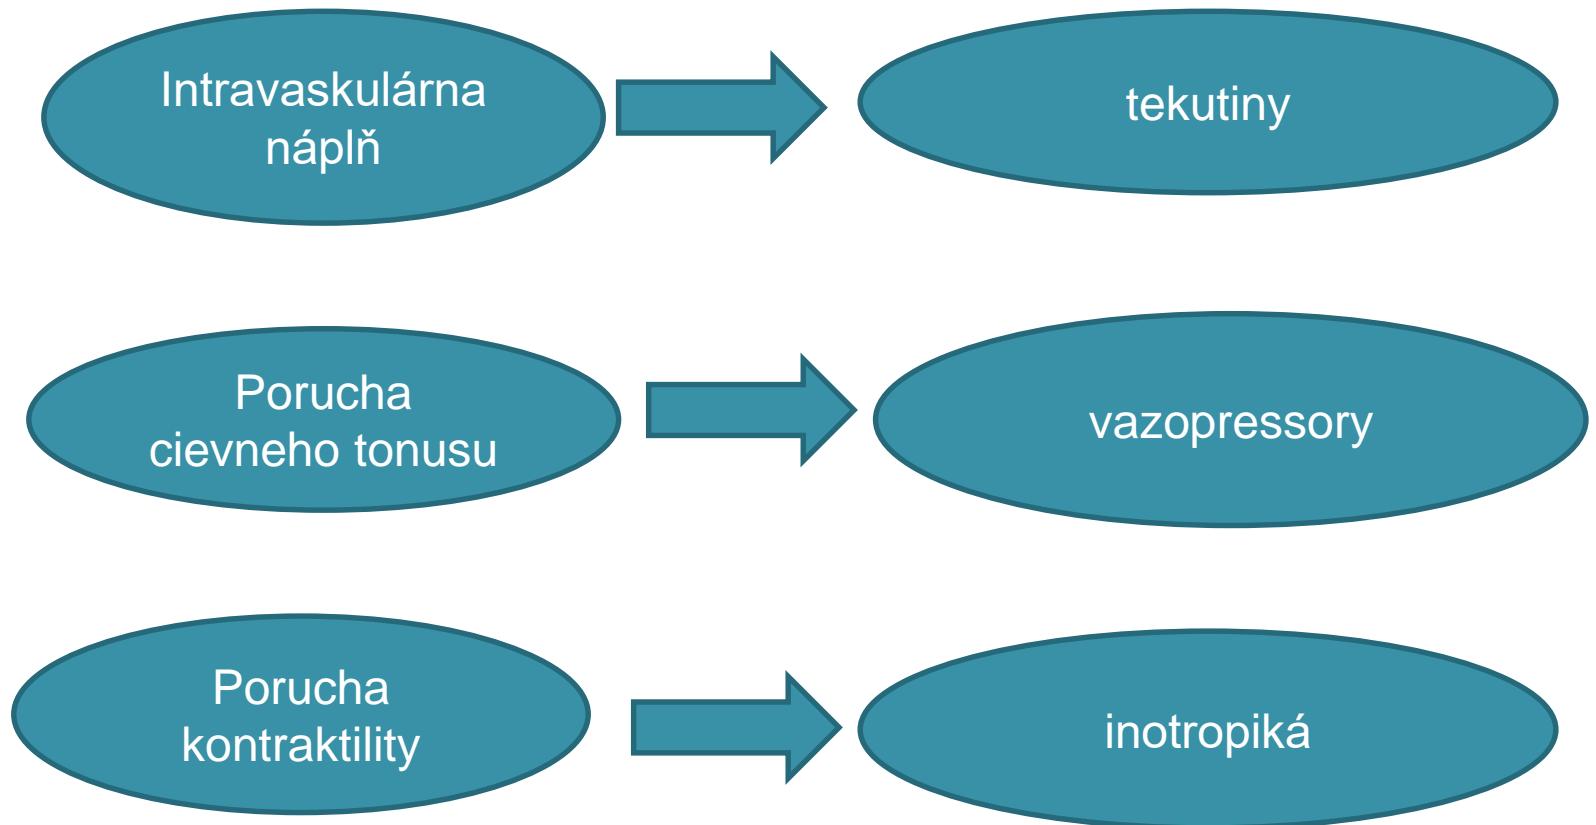 Intravaskulárna
náplň
tekutiny
Porucha
cievneho tonusu
vazopressory
Porucha
kontraktility
inotropiká